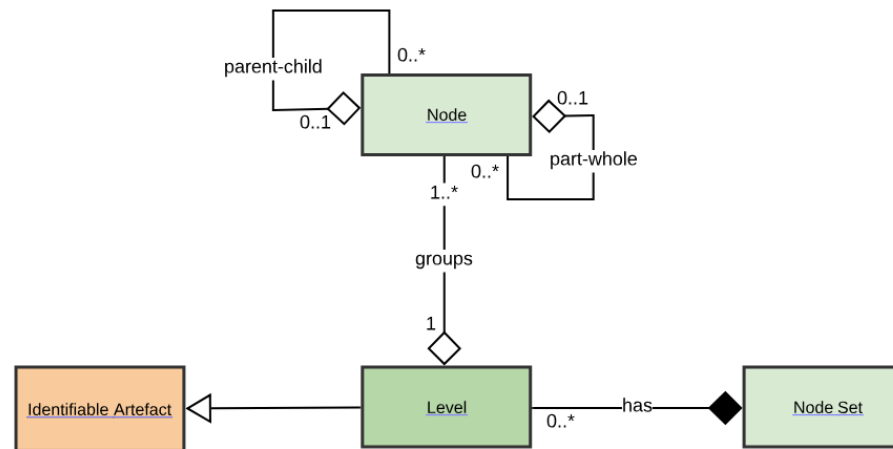 0..*
parent-child
0..1
Node
0..1
part-whole
0..*
1..*
groups
1
Identifiable Artefact
Level
has
0..*
Node Set